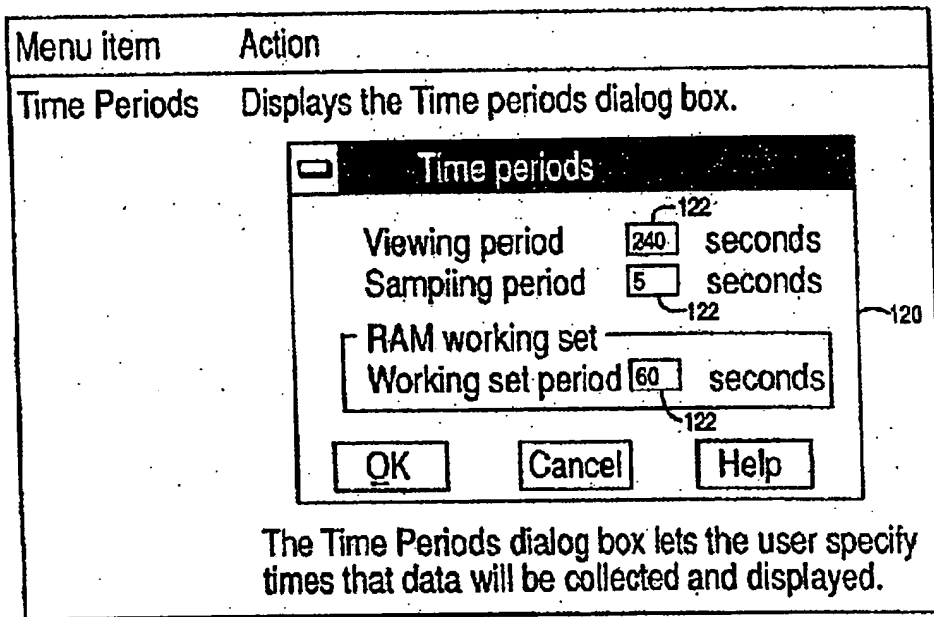 Menu item Action
Time Periods Displays the Time periods dialog box.
Time periods
122
Viewing period 240 seconds
Sampiing period 5 seconds
122
120
RAM working set
Working set period 60 seconds
122
OK Cancel Help
The Time Periods dialog box lets the user specify
times that data will be collected and displayed.